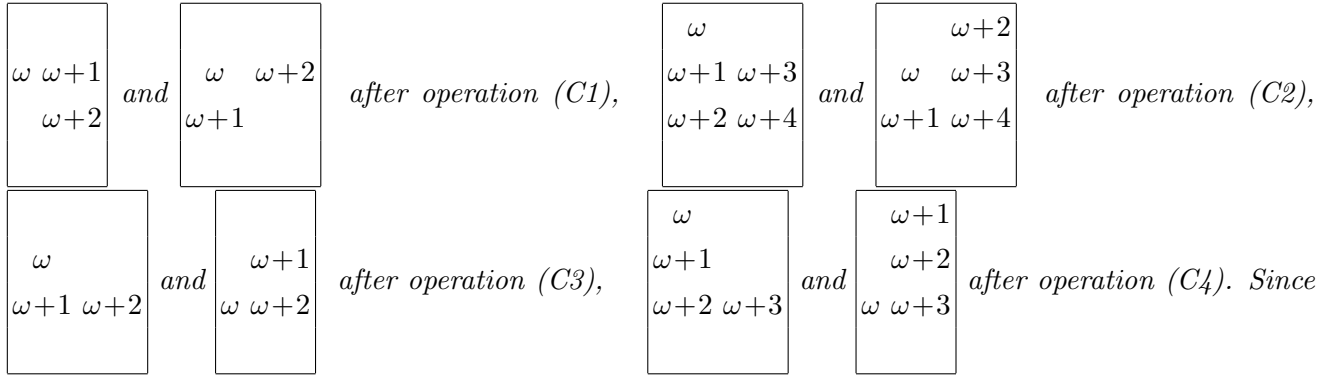 ω ω+1
ω+2
and
ω ω+2
ω+1
after operation (C1),
ω
ω+1 ω+3
ω+2 ω+4
and
ω+2
ω ω+3
ω+1 ω+4
after operation (C2),
ω
ω+1 ω+2
and
ω+1
ω ω+2
after operation (C3),
ω
ω+1
ω+2 ω+3
and
ω+1
ω+2
ω ω+3
after operation (C4). Since